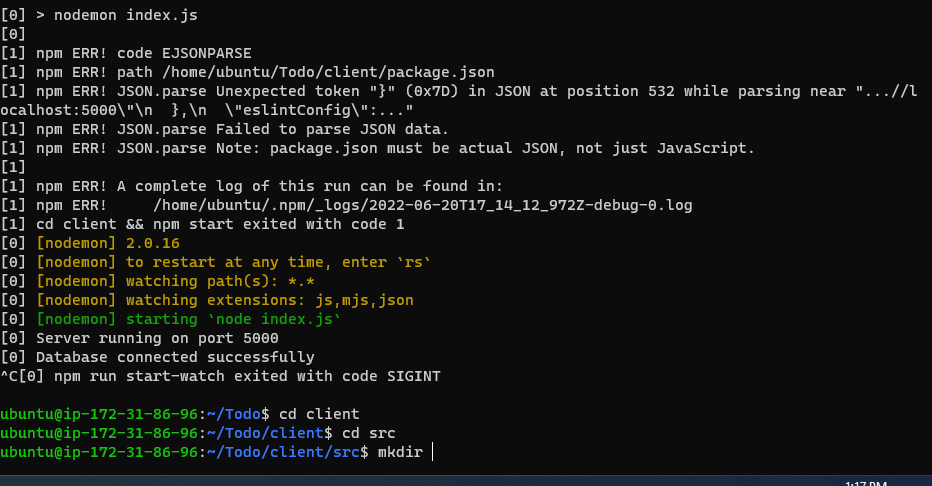 [0] > nodemon index.js
[0]
[1] npm ERR! code EJSONPARSE
[1] npm ERR! path /home/ubuntu/Todo/client/package.json
[1] npm ERR! JSON.parse Unexpected token "}" (0x7D) in JSON at position 532 while parsing near "...//l
ocalhost:5000\"\n  },\n  \"eslintConfig\":..."
[1] npm ERR! JSON.parse Failed to parse JSON data.
[1] npm ERR! JSON.parse Note: package.json must be actual JSON, not just JavaScript.
[1]
[1] npm ERR! A complete log of this run can be found in:
[1] npm ERR!     /home/ubuntu/.npm/_logs/2022-06-20T17_14_12_972Z-debug-0.log
[1] cd client && npm start exited with code 1
[0] [nodemon] 2.0.16
[0] [nodemon] to restart at any time, enter `rs`
[0] [nodemon] watching path(s): *.*
[0] [nodemon] watching extensions: js,mjs,json
[0] [nodemon] starting `node index.js`
[0] Server running on port 5000
[0] Database connected successfully
^C[0] npm run start-watch exited with code SIGINT
ubuntu@ip-172-31-86-96:~/Todo$ cd client
ubuntu@ip-172-31-86-96:~/Todo/client$ cd src
ubuntu@ip-172-31-86-96:~/Todo/client/src$ mkdir
1:17 PM